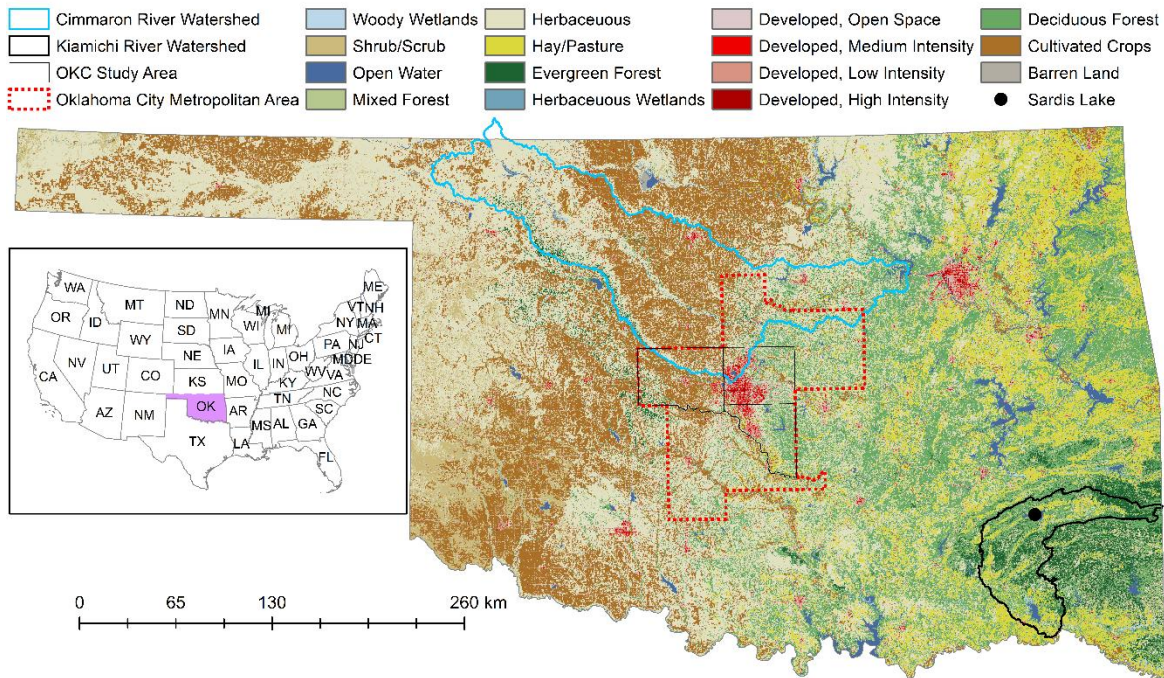 Cimmaron River Watershed
Kiamichi River Watershed
OKC Study Area
Oklahoma City Metropolitan Area
Woody Wetlands
Shrub/Scrub
Open Water
Mixed Forest
Herbaceuous
Hay/Pasture
Evergreen Forest
Herbaceuous Wetlands
Developed, Open Space
Developed, Medium Intensity
Developed, Low Intensity
Developed, High Intensity
Deciduous Forest
Cultivated Crops
Barren Land
Sardis Lake
WA
MT
ND
MN
MI
ME
OR
ID
SD
WI
MI
VT
NH
NY
MA
WY
CT
NV
NE
IA
PA
NJ
UT
CO
IL
IN
OH
MD
DE
CA
KS
MO
WV
VA
KY
NC
AZ
NM
OK
AR
TN
SC
MS
AL
GA
TX
LA
FL
0
65
130
260 km